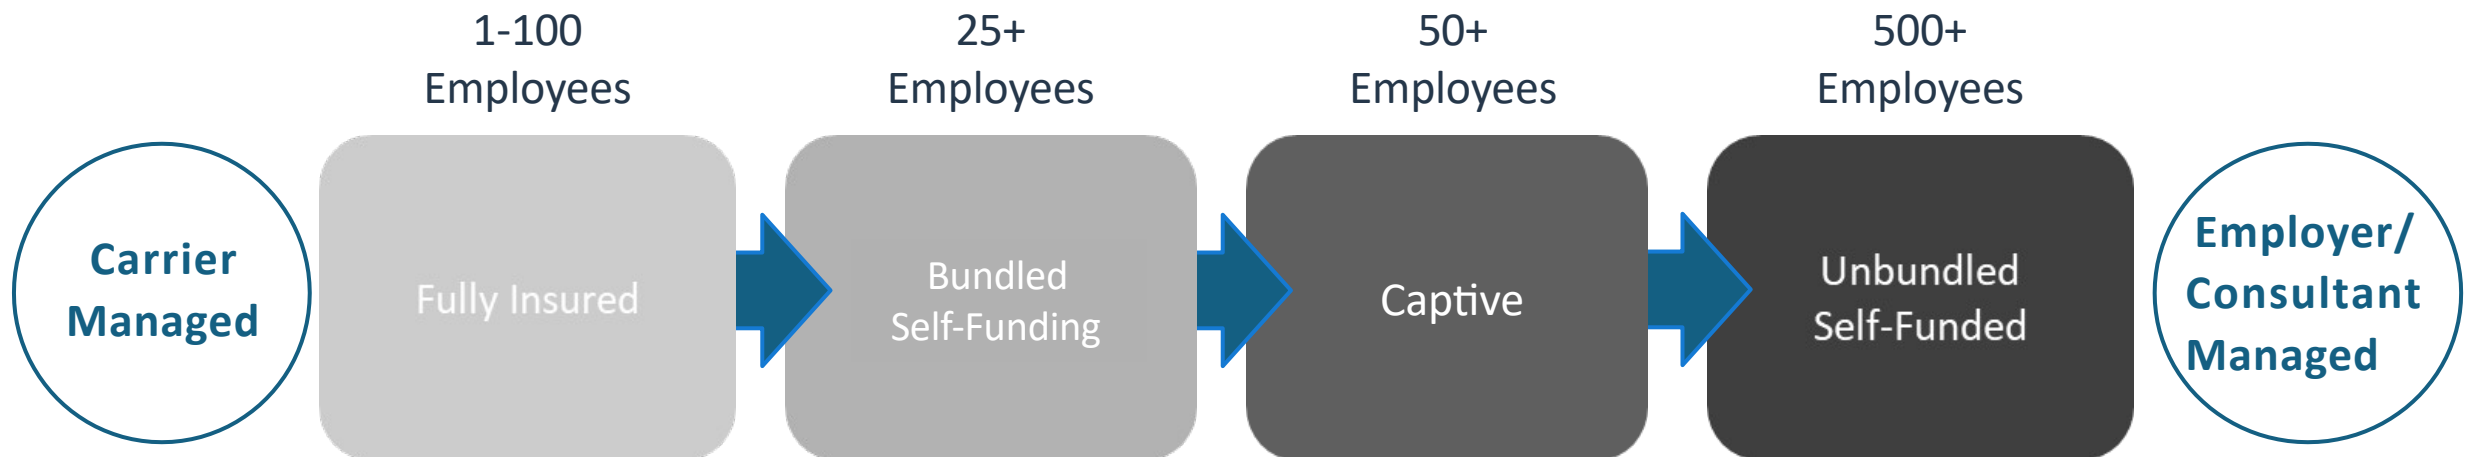 1-100
Employees
25+
Employees
50+
Employees
500+
Employees
Carrier
Managed
Fully Insured
Bundled
Self-Funding
Captive
Unbundled
Self-Funded
Employer/
Consultant
Managed